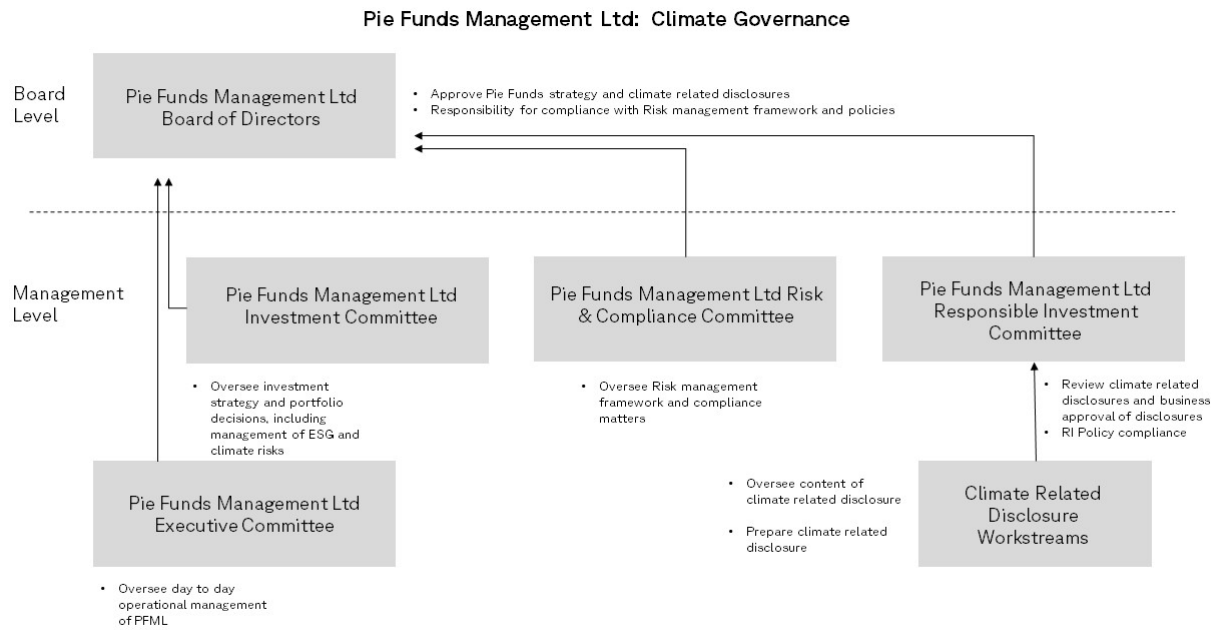 Pie Funds Management Ltd: Climate Governance
Board
Level
Pie Funds Management Ltd
Board of Directors
• Approve Pie Funds strategy and climate related disclosures
• Responsibility for compliance with Risk management framework and policies
Management
Level
Pie Funds Management Ltd
Investment Committee
• Oversee investment
strategy and portfolio
decisions, including
management of ESG and
climate risks
Pie Funds Management Ltd Risk
& Compliance Committee
• Oversee Risk management
framework and compliance
matters
Pie Funds Management Ltd
Responsible Investment
Committee
• Review climate related
disclosures and business
approval of disclosures
• RI Policy compliance
Pie Funds Management Ltd
Executive Committee
• Oversee day to day
operational management
of PFML
• Oversee content of
climate related disclosure
• Prepare climate related
disclosure
Climate Related
Disclosure
Workstreams